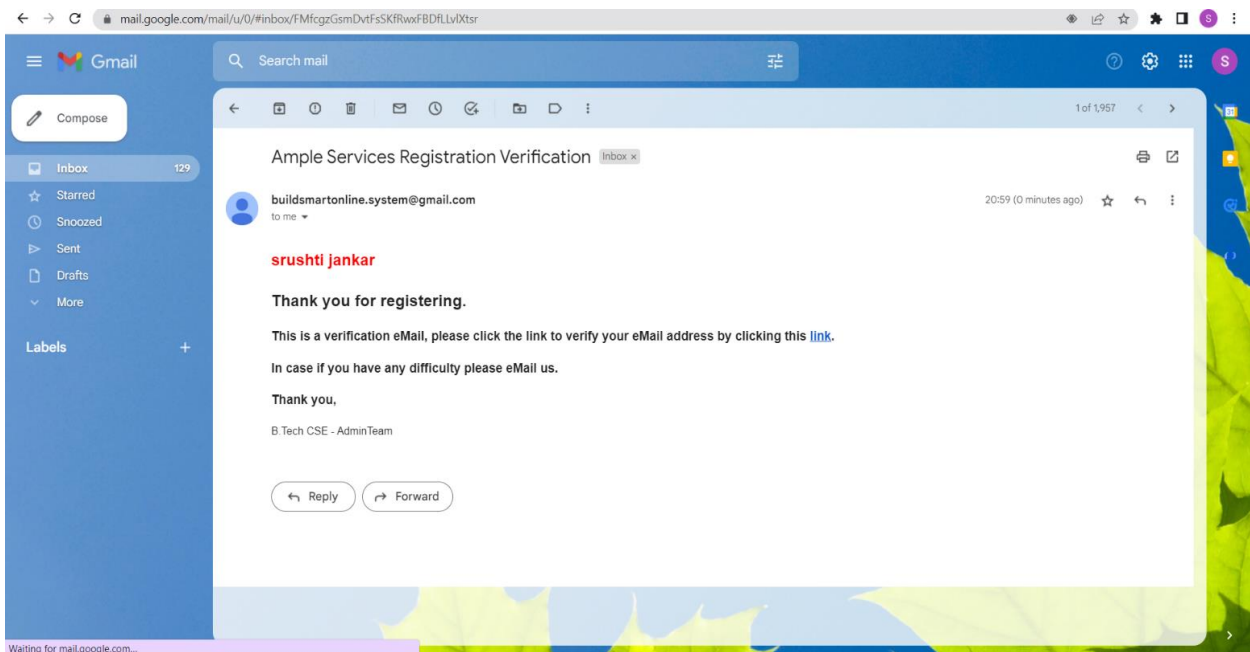 mail.google.com/mail/u/0/#inbox/FMfcgzGsmDvtFsSKfRwxFBDfLLvlXtsr
S
Gmail
Search mail
S
Compose
1 of 1,957
31
Inbox 129
Starred
Snoozed
Sent
Drafts
More
Labels
Ample Services Registration Verification Inbox ×
buildsmartonline.system@gmail.com
20:59 (0 minutes ago)
to me
srushti jankar
Thank you for registering.
This is a verification eMail, please click the link to verify your eMail address by clicking this link.
In case if you have any difficulty please eMail us.
Thank you,
B.Tech CSE - AdminTeam
Reply
Forward
Waiting for mail.google.com...